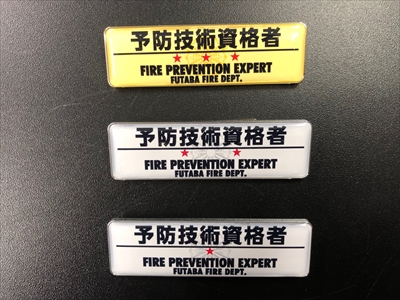 予防技術資格者
★ ★ ★
FIRE PREVENTION EXPERT
FUTABA FIRE DEPT.
予防技術資格者
★ ★
FIRE PREVENTION EXPERT
FUTABA FIRE DEPT.
予防技術資格者
★
FIRE PREVENTION EXPERT
FUTABA FIRE DEPT.